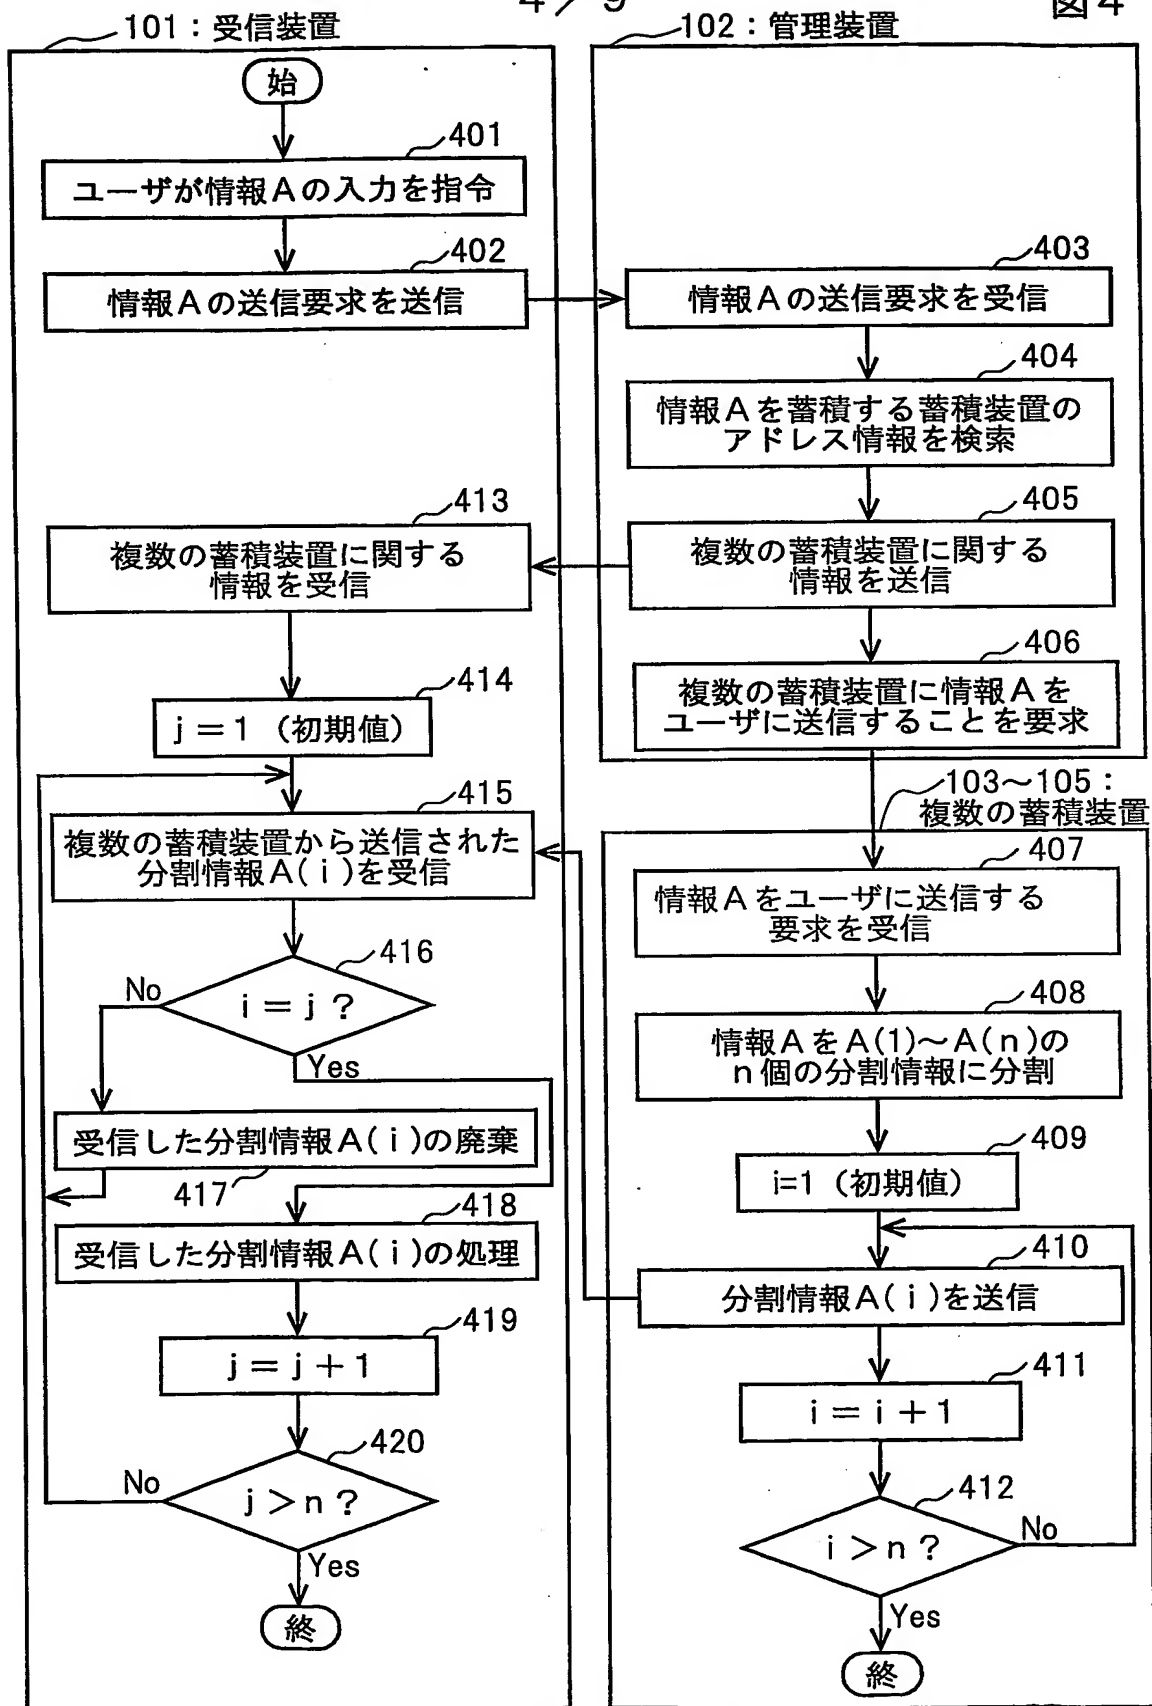 4/9
図4
101：受信装置
始
401
ユーザが情報Aの入力を指令
402
情報Aの送信要求を送信
413
複数の蓄積装置に関する
情報を受信
414
j＝1（初期値）
415
複数の蓄積装置から送信された
分割情報A(i)を受信
416
i＝j？
No
Yes
受信した分割情報A(i)の廃棄
417
418
受信した分割情報A(i)の処理
419
j＝j＋1
420
j＞n？
No
Yes
終
102：管理装置
403
情報Aの送信要求を受信
404
情報Aを蓄積する蓄積装置の
アドレス情報を検索
405
複数の蓄積装置に関する
情報を送信
406
複数の蓄積装置に情報Aを
ユーザに送信することを要求
103～105：
複数の蓄積装置
407
情報Aをユーザに送信する
要求を受信
408
情報AをA(1)～A(n)の
n個の分割情報に分割
409
i=1（初期値）
410
分割情報A(i)を送信
411
i＝i＋1
412
i＞n？
No
Yes
終